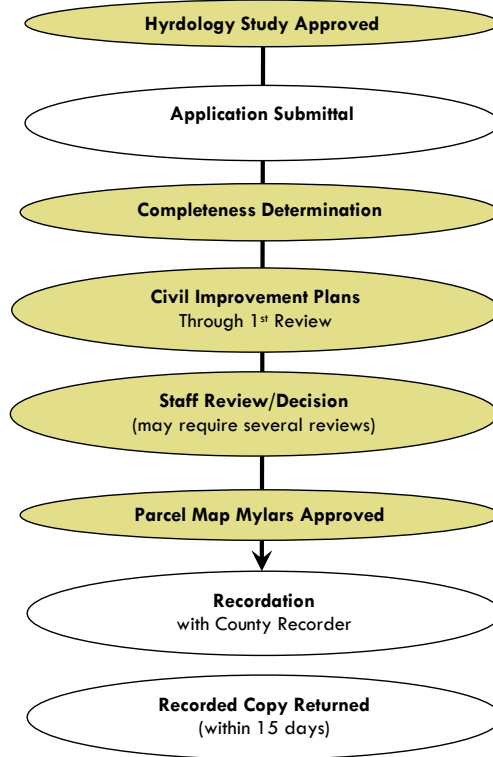 Hyrdology Study Approved
Application Submittal
Completeness Determination
Civil Improvement Plans
Through 1st Review
Staff Review/Decision
(may require several reviews)
Parcel Map Mylars Approved
Recordation
with County Recorder
Recorded Copy Returned
(within 15 days)